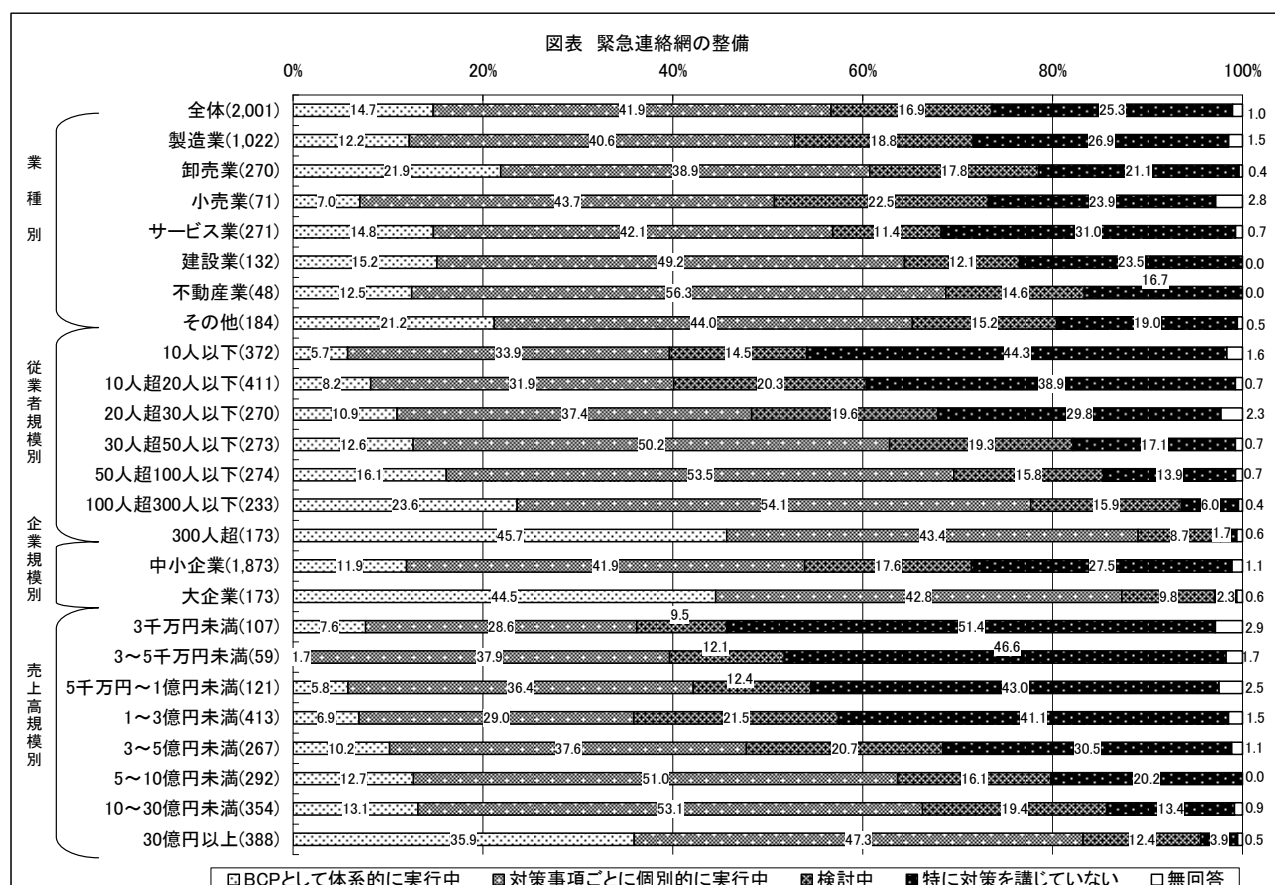 図表 緊急連絡網の整備
0% 20% 40% 60% 80% 100%
業種別
全体(2,001) 14.7 41.9 16.9 25.3 1.0
製造業(1,022) 12.2 40.6 18.8 26.9 1.5
卸売業(270) 21.9 38.9 17.8 21.1 0.4
小売業(71) 7.0 43.7 22.5 23.9 2.8
サービス業(271) 14.8 42.1 11.4 31.0 0.7
建設業(132) 15.2 49.2 12.1 23.5 0.0
不動産業(48) 12.5 56.3 14.6 16.7 0.0
その他(184) 21.2 44.0 15.2 19.0 0.5
従業者規模別
10人以下(372) 5.7 33.9 14.5 44.3 1.6
10人超20人以下(411) 8.2 31.9 20.3 38.9 0.7
20人超30人以下(270) 10.9 37.4 19.6 29.8 2.3
30人超50人以下(273) 12.6 50.2 19.3 17.1 0.7
50人超100人以下(274) 16.1 53.5 15.8 13.9 0.7
100人超300人以下(233) 23.6 54.1 15.9 6.0 0.4
300人超(173) 45.7 43.4 8.7 1.7 0.6
企業規模別
中小企業(1,873) 11.9 41.9 17.6 27.5 1.1
大企業(173) 44.5 42.8 9.8 2.3 0.6
売上高規模別
3千万円未満(107) 7.6 28.6 9.5 51.4 2.9
3～5千万円未満(59) 1.7 37.9 12.1 46.6 1.7
5千万円～1億円未満(121) 5.8 36.4 12.4 43.0 2.5
1～3億円未満(413) 6.9 29.0 21.5 41.1 1.5
3～5億円未満(267) 10.2 37.6 20.7 30.5 1.1
5～10億円未満(292) 12.7 51.0 16.1 20.2 0.0
10～30億円未満(354) 13.1 53.1 19.4 13.4 0.9
30億円以上(388) 35.9 47.3 12.4 3.9 0.5
BCPとして体系的に実行中 対策事項ごとに個別的に実行中 検討中 特に対策を講じていない 無回答